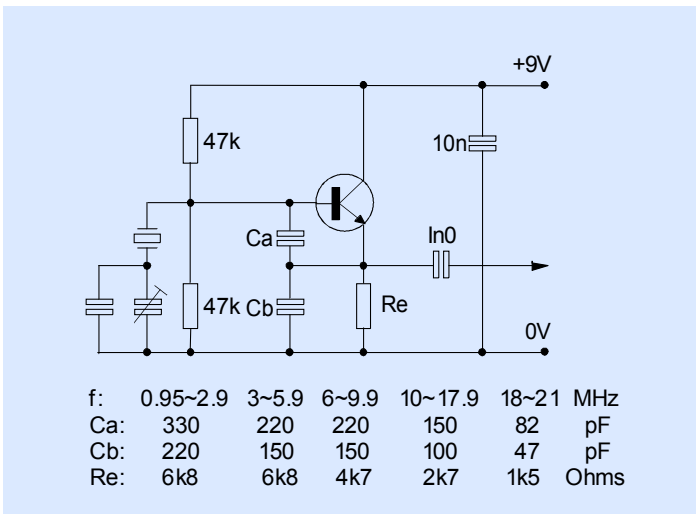 +9V
47k
10n
Ca
In0
47k
Cb
Re
0V
f: 0.95~2.9 3~5.9 6~9.9 10~17.9 18~21 MHz
Ca: 330 220 220 150 82 pF
Cb: 220 150 150 100 47 pF
Re: 6k8 6k8 4k7 2k7 1k5 Ohms